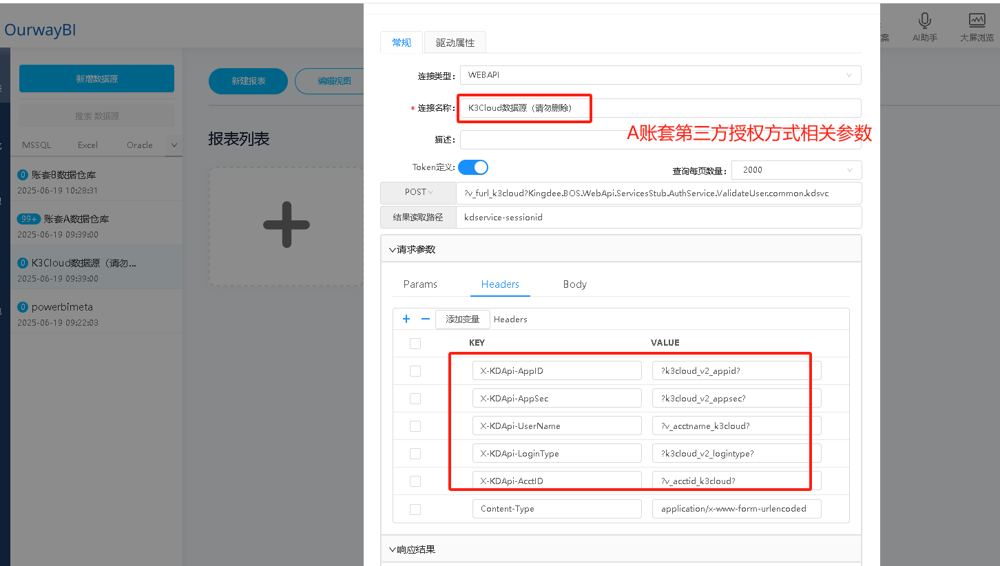 OurwayBI
案
AI助手
大屏浏览
新增数据源
搜索 数据源
MSSQL Excel Oracle
0 账套B数据仓库
2025-06-19 10:28:31
99+ 账套A数据仓库
2025-06-19 09:39:00
0 K3Cloud数据源（请勿...
2025-06-19 09:39:00
0 powerbimeta
2025-06-19 09:22:03
新建报表
编辑视图
报表列表
常规 驱动属性
连接类型: WEBAPI
* 连接名称: K3Cloud数据源（请勿删除）
A账套第三方授权方式相关参数
描述:
Token定义: 查询每页数量: 2000
POST ?v_furl_k3cloud?Kingdee.BOS.WebApi.ServicesStub.AuthService.ValidateUser.common.kdsvc
结果读取路径 kdservice-sessionid
请求参数
Params Headers Body
+ − 添加变量 Headers
KEY VALUE
X-KDApi-AppID ?k3cloud_v2_appid?
X-KDApi-AppSec ?k3cloud_v2_appsec?
X-KDApi-UserName ?v_acctname_k3cloud?
X-KDApi-LoginType ?k3cloud_v2_logintype?
X-KDApi-AcctID ?v_acctid_k3cloud?
Content-Type application/x-www-form-urlencoded
响应结果